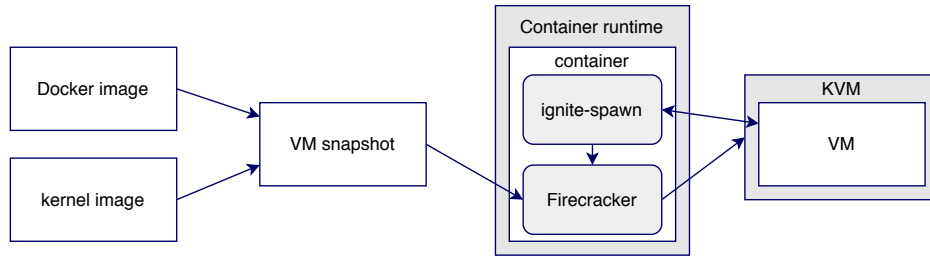 Docker image
kernel image
VM snapshot
Container runtime
container
ignite-spawn
Firecracker
KVM
VM